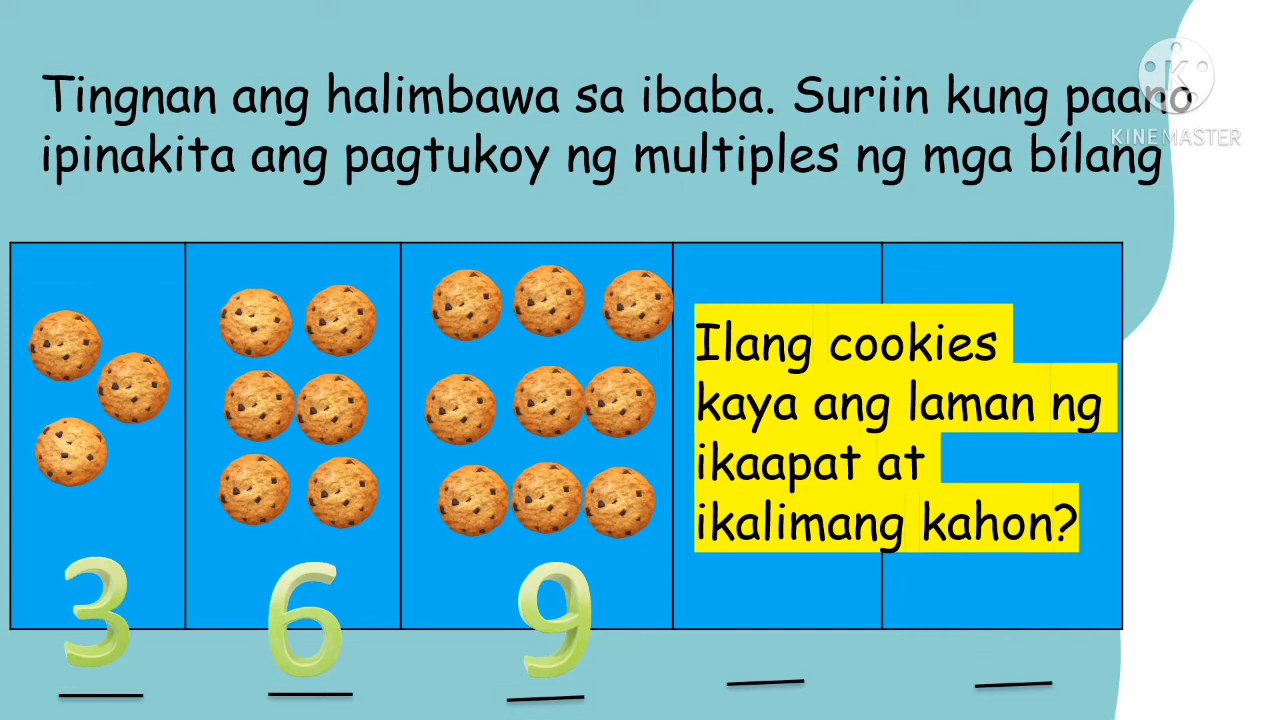 Tingnan ang halimbawa sa ibaba. Suriin kung paano
ipinakita ang pagtukoy ng multiples ng mga bílang
KINEMASTER
Ilang cookies
kaya ang laman ng
ikaapat at
ikalimang kahon?
3 6 9